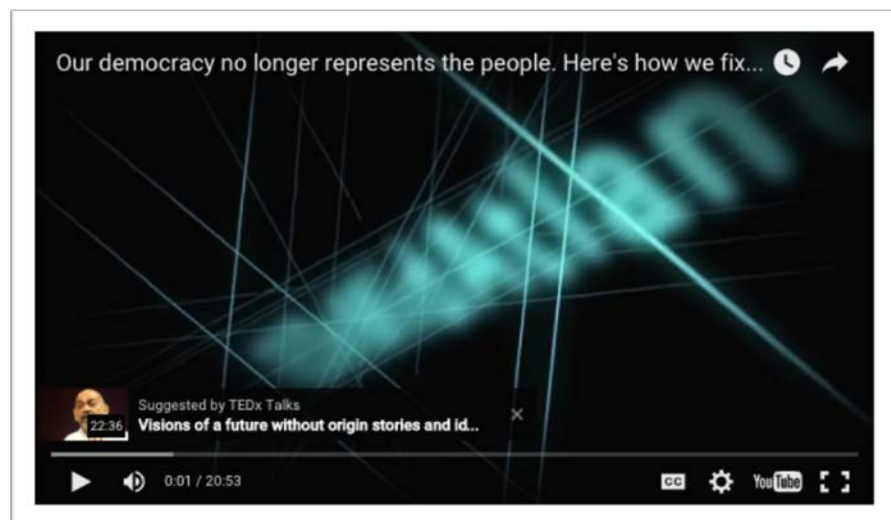 Our democracy no longer represents the people. Here's how we fix...
Suggested by TEDx Talks
22:36
Visions of a future without origin stories and id...
0:01 / 20:53
CC
YouTube